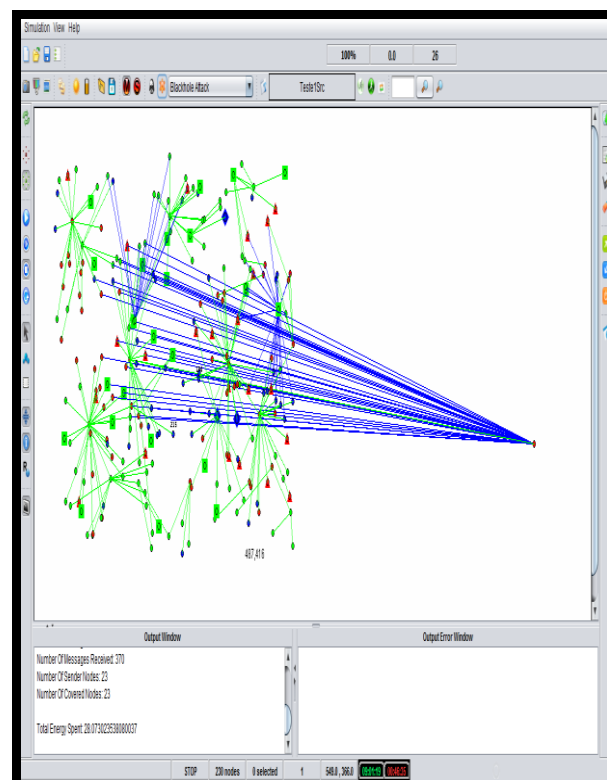 Simulation View Help
100% 0.0 26
Blackhole Attack Teste1Src
215
497,416
Output Window Output Error Window
Number Of Messages Received: 370
Number Of Sender Nodes: 23
Number Of Covered Nodes: 23
Total Energy Spent: 28.073023538080037
STOP 230 nodes 0 selected 1 549.0 , 366.0